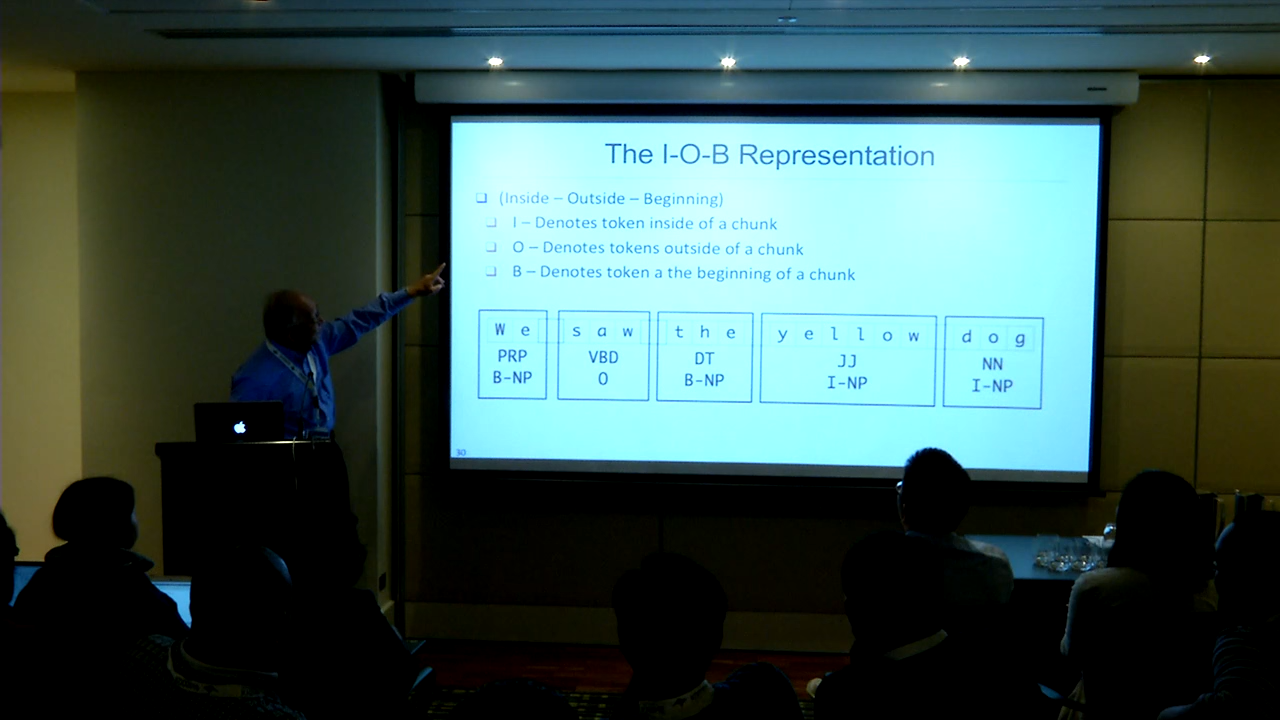 The I-O-B Representation
(Inside – Outside – Beginning)
I – Denotes token inside of a chunk
O – Denotes tokens outside of a chunk
B – Denotes token a the beginning of a chunk
We saw the yellow dog
PRP VBD DT JJ NN
B-NP O B-NP I-NP I-NP
30